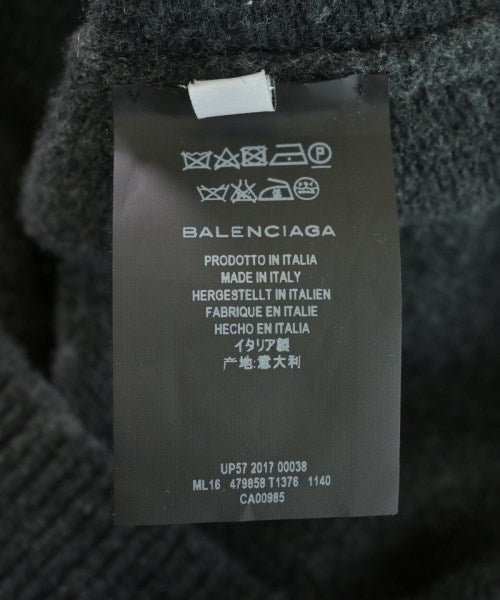 BALENCIAGA
PRODOTTO IN ITALIA
MADE IN ITALY
HERGESTELLT IN ITALIEN
FABRIQUE EN ITALIE
HECHO EN ITALIA
イタリア製
产地:意大利
UP57 2017 00038
ML16 479858 T1376 1140
CA00985